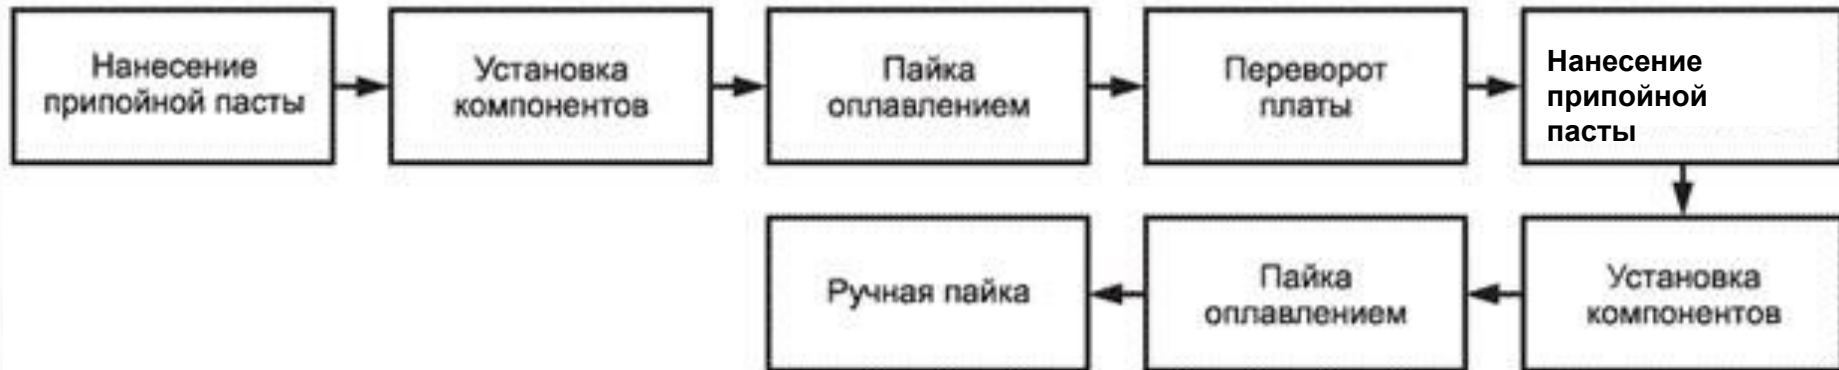 Нанесение
припойной пасты
Установка
компонентов
Пайка
оплавлением
Переворот
платы
Нанесение
припойной
пасты
Установка
компонентов
Пайка
оплавлением
Ручная пайка